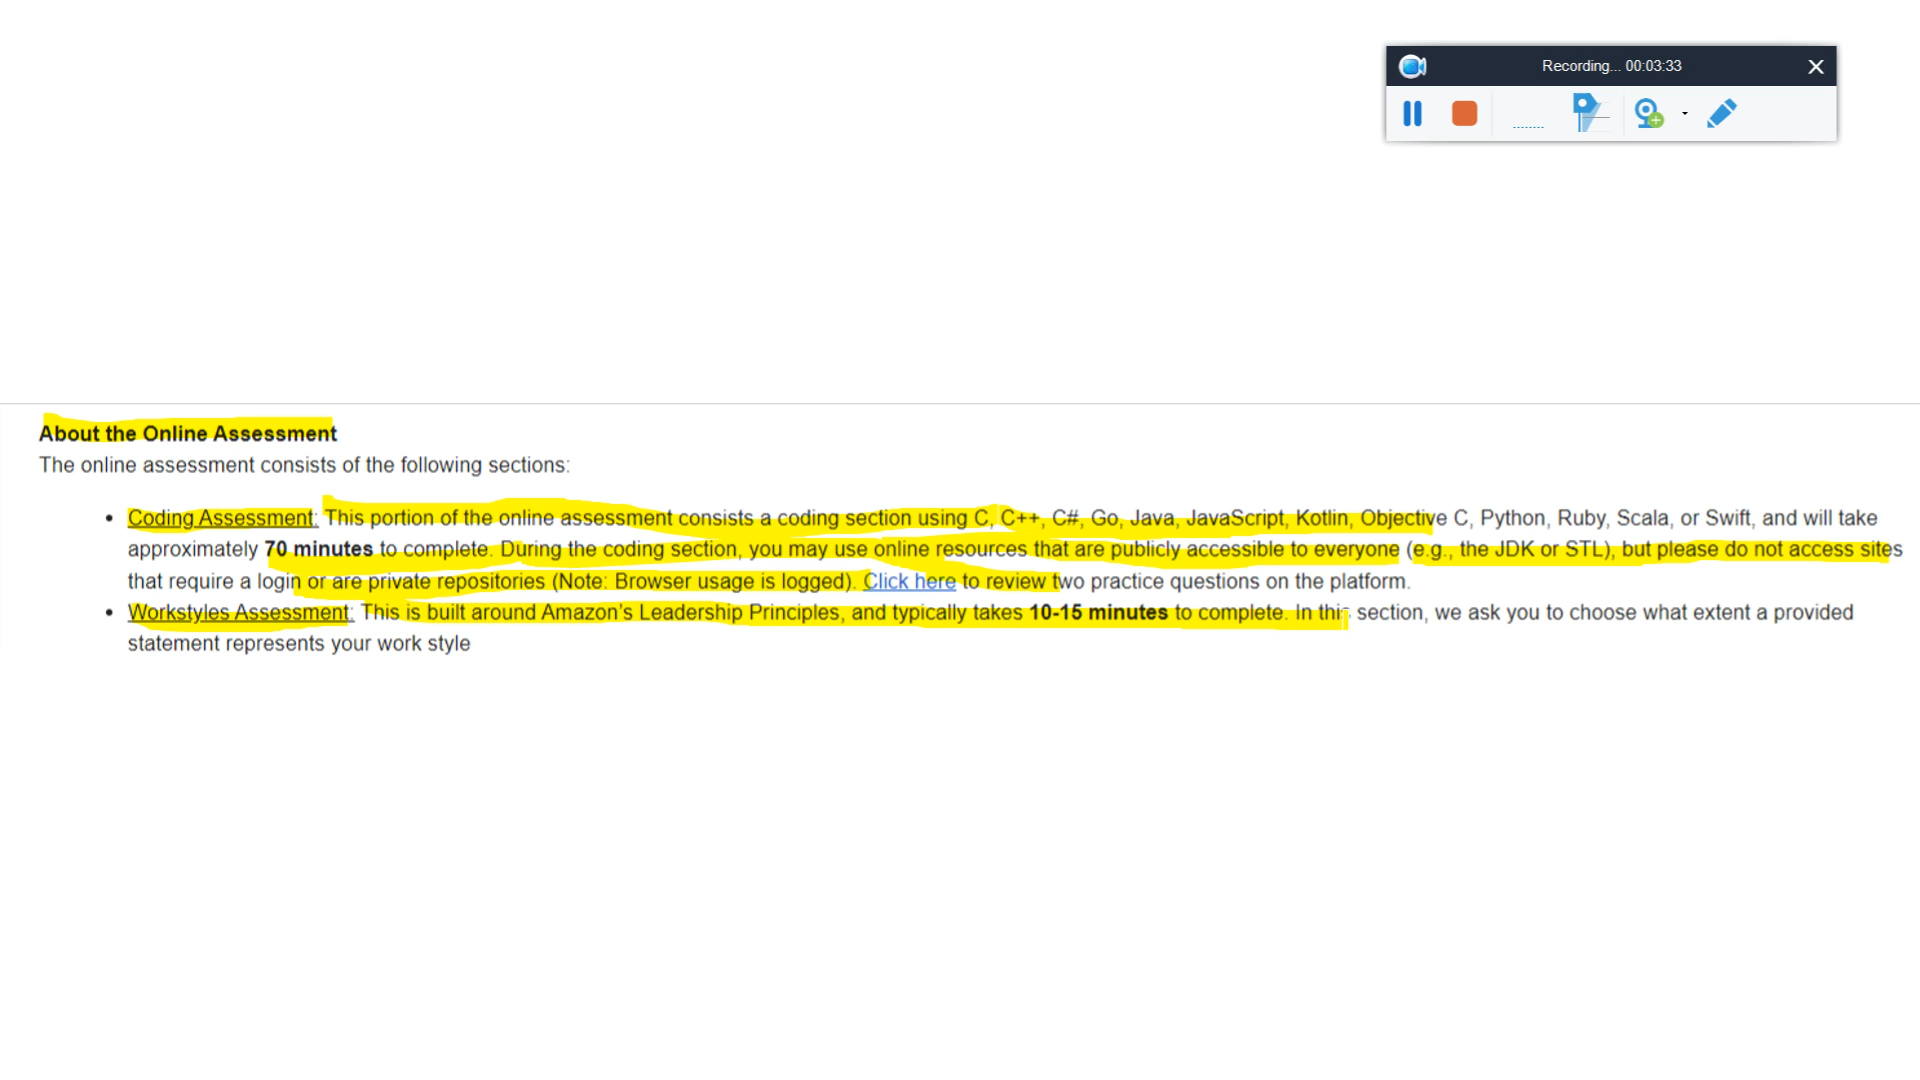 Recording... 00:03:33
About the Online Assessment
The online assessment consists of the following sections:
• Coding Assessment: This portion of the online assessment consists a coding section using C, C++, C#, Go, Java, JavaScript, Kotlin, Objective C, Python, Ruby, Scala, or Swift, and will take
approximately 70 minutes to complete. During the coding section, you may use online resources that are publicly accessible to everyone (e.g., the JDK or STL), but please do not access sites
that require a login or are private repositories (Note: Browser usage is logged). Click here to review two practice questions on the platform.
• Workstyles Assessment: This is built around Amazon's Leadership Principles, and typically takes 10-15 minutes to complete. In this section, we ask you to choose what extent a provided
statement represents your work style